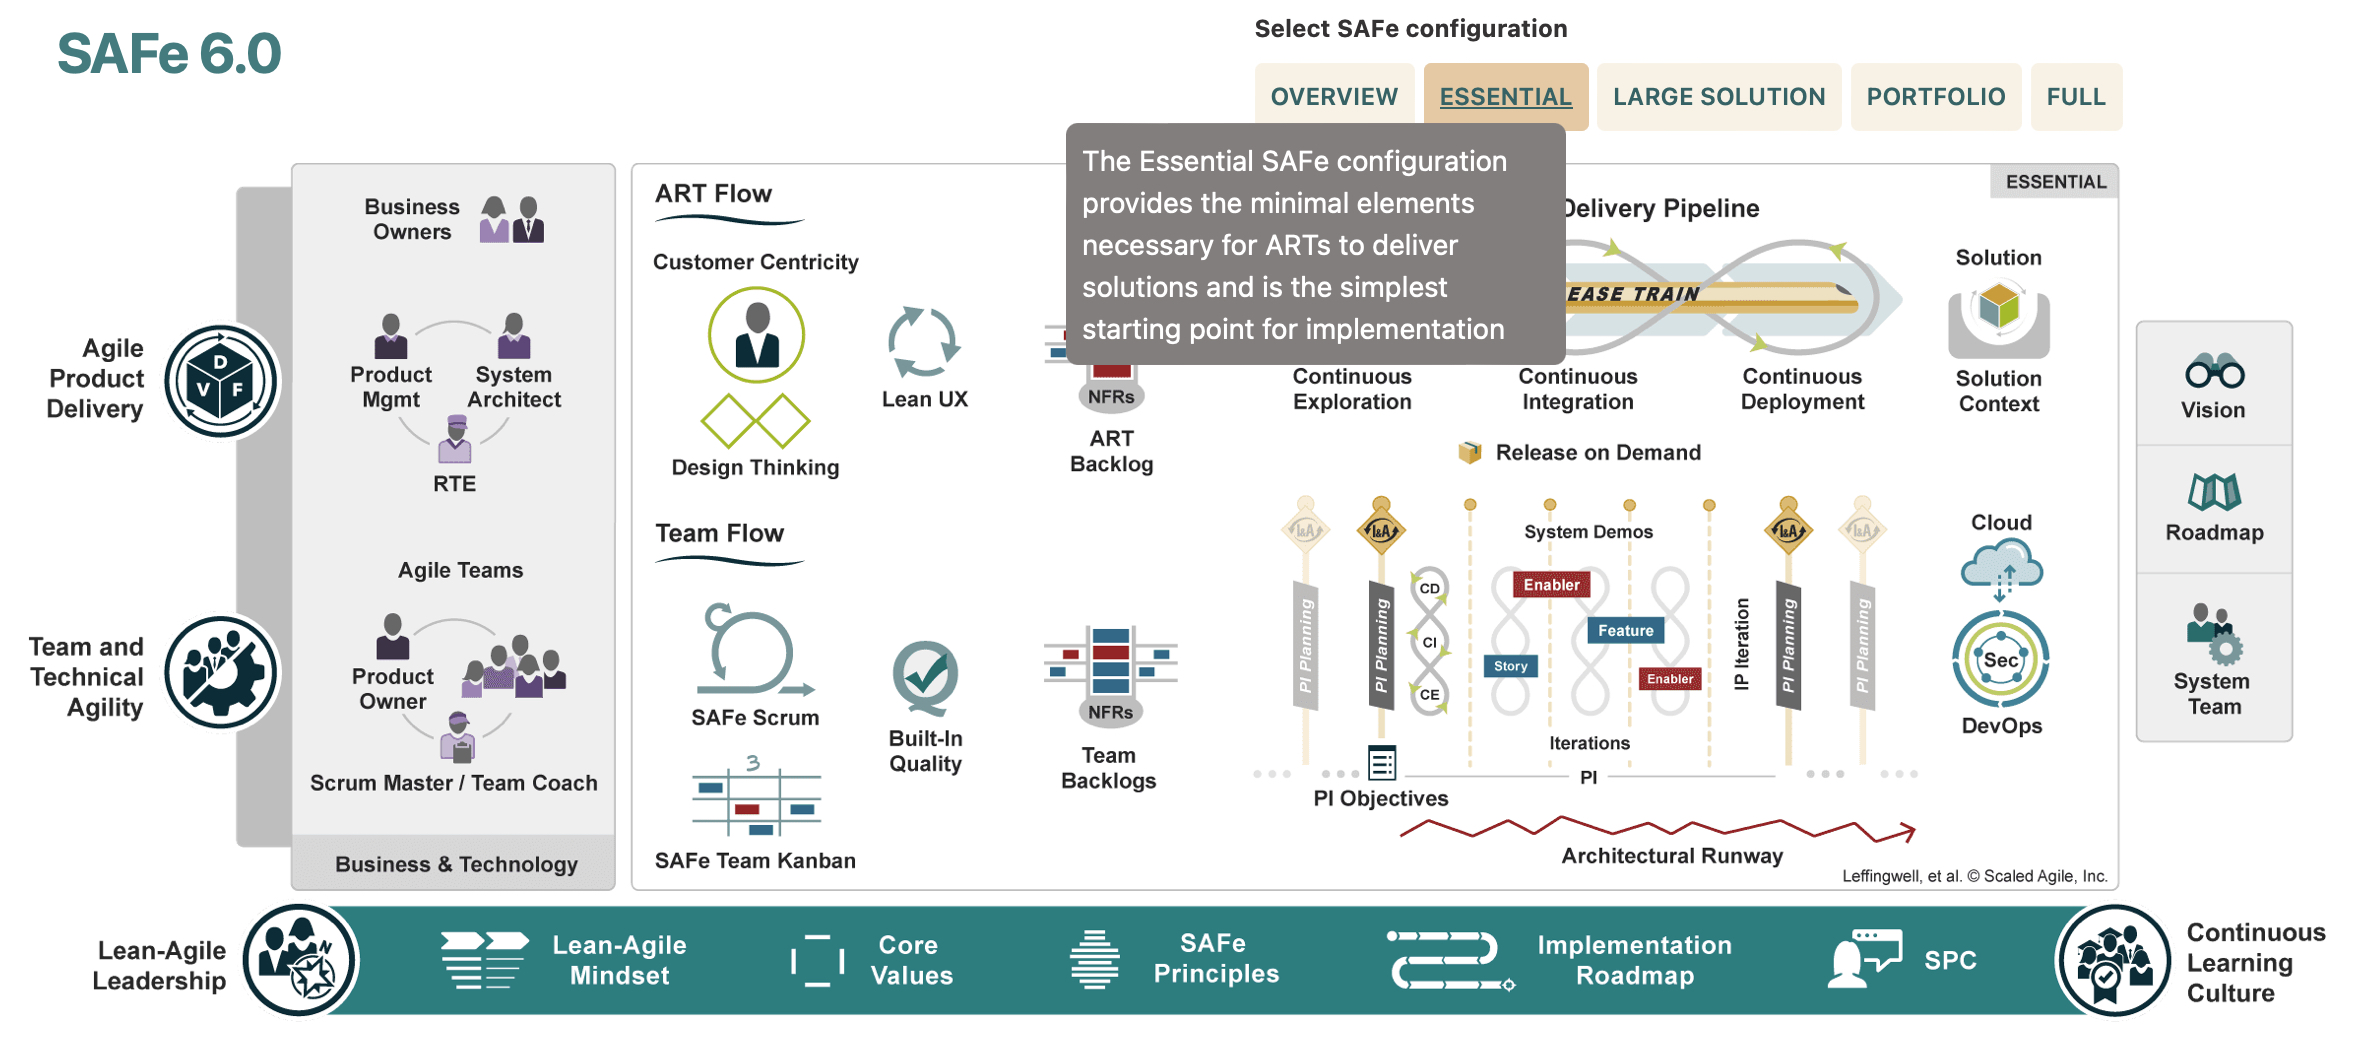 SAFe 6.0
Select SAFe configuration
OVERVIEW
ESSENTIAL
LARGE SOLUTION
PORTFOLIO
FULL
The Essential SAFe configuration
provides the minimal elements
necessary for ARTs to deliver
solutions and is the simplest
starting point for implementation
ESSENTIAL
Agile
Product
Delivery
D
V F
Team and
Technical
Agility
Business
Owners
Product
Mgmt
System
Architect
RTE
Agile Teams
Product
Owner
Scrum Master / Team Coach
Business & Technology
ART Flow
Customer Centricity
Design Thinking
Lean UX
NFRs
ART
Backlog
Team Flow
SAFe Scrum
3
SAFe Team Kanban
Built-In
Quality
NFRs
Team
Backlogs
Delivery Pipeline
EASE TRAIN
Continuous
Exploration
Continuous
Integration
Continuous
Deployment
Release on Demand
Solution
Solution
Context
I&A
I&A
I&A
I&A
System Demos
PI Planning
PI Planning
CD
CI
CE
Enabler
Feature
Story
Enabler
IP Iteration
PI Planning
PI Planning
Iterations
PI
PI Objectives
Architectural Runway
Cloud
Sec
DevOps
Leffingwell, et al. © Scaled Agile, Inc.
Vision
Roadmap
System
Team
Lean-Agile
Leadership
N
Lean-Agile
Mindset
Core
Values
SAFe
Principles
Implementation
Roadmap
SPC
Continuous
Learning
Culture